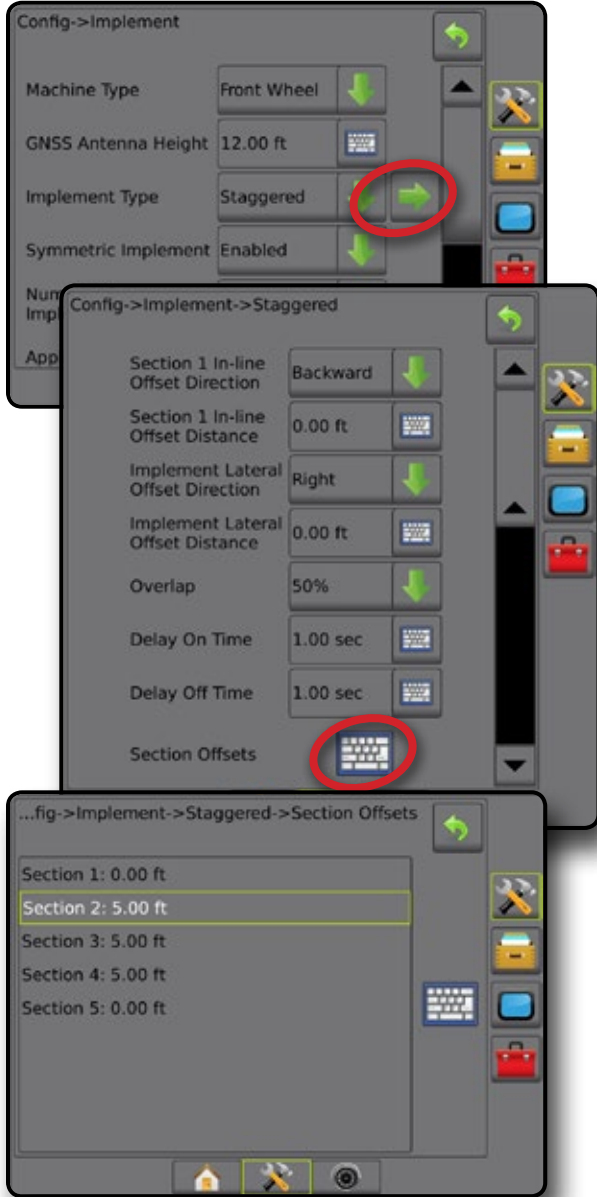 Config->Implement
Machine Type Front Wheel
GNSS Antenna Height 12.00 ft
Implement Type Staggered
Symmetric Implement Enabled
Num
Impl
App
Config->Implement->Staggered
Section 1 In-line
Offset Direction Backward
Section 1 In-line
Offset Distance 0.00 ft
Implement Lateral
Offset Direction Right
Implement Lateral
Offset Distance 0.00 ft
Overlap 50%
Delay On Time 1.00 sec
Delay Off Time 1.00 sec
Section Offsets
...fig->Implement->Staggered->Section Offsets
Section 1: 0.00 ft
Section 2: 5.00 ft
Section 3: 5.00 ft
Section 4: 5.00 ft
Section 5: 0.00 ft